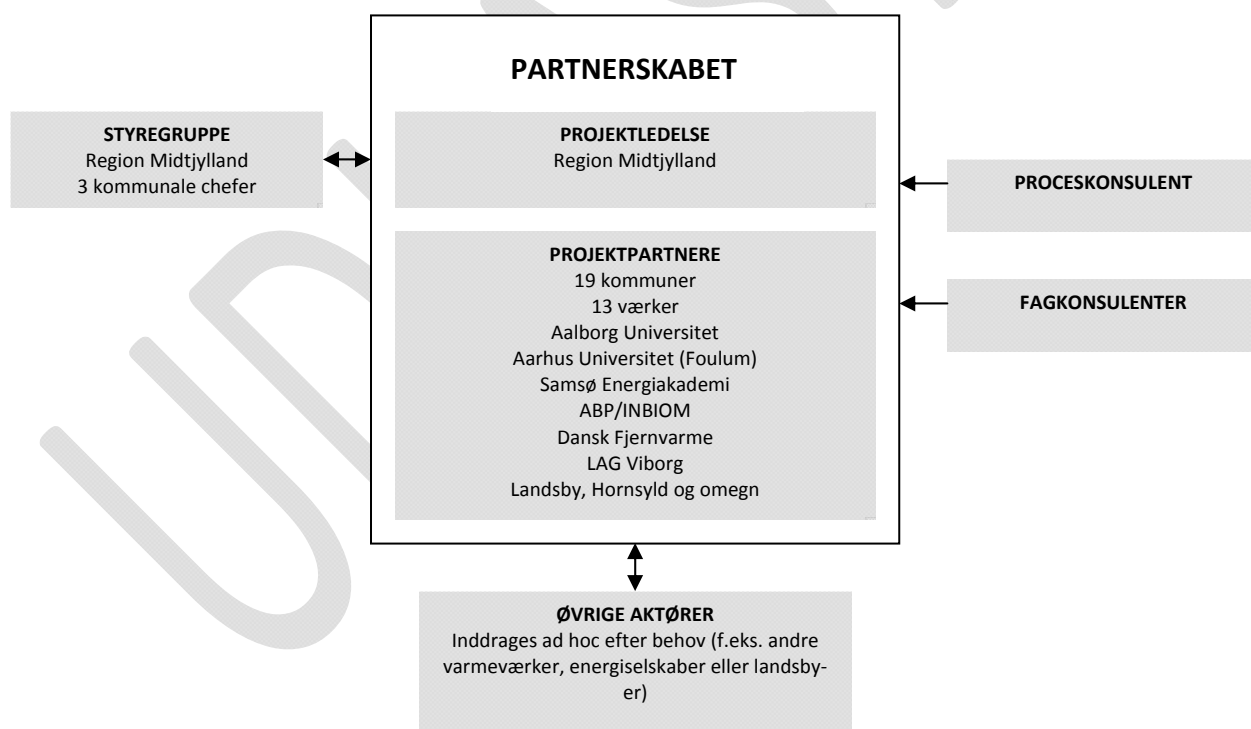 PARTNERSKABET
STYREGRUPPE
Region Midtjylland
3 kommunale chefer
PROJEKTLEDELSE
Region Midtjylland
PROCESKONSULENT
PROJEKTPARTNERE
19 kommuner
13 værker
Aalborg Universitet
Aarhus Universitet (Foulum)
Samsø Energiakademi
ABP/INBIOM
Dansk Fjernvarme
LAG Viborg
Landsby, Hornsyld og omegn
FAGKONSULENTER
ØVRIGE AKTØRER
Inddrages ad hoc efter behov (f.eks. andre
varmeværker, energiselskaber eller landsby-
er)